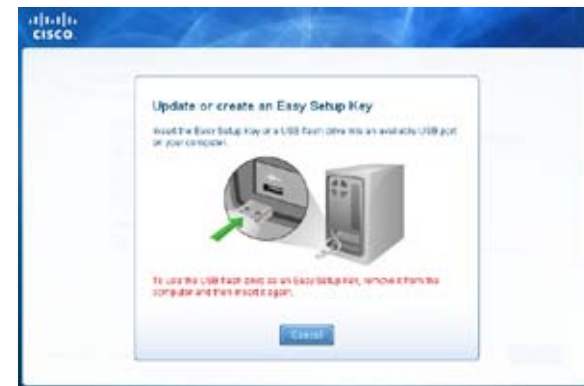 CISCO
Update or create an Easy Setup Key
Insert the Easy Setup Key or a USB flash drive into an available USB port
on your computer.
To use the USB flash drive as an Easy Setup Key, remove it from the
computer and then insert it again.
Cancel